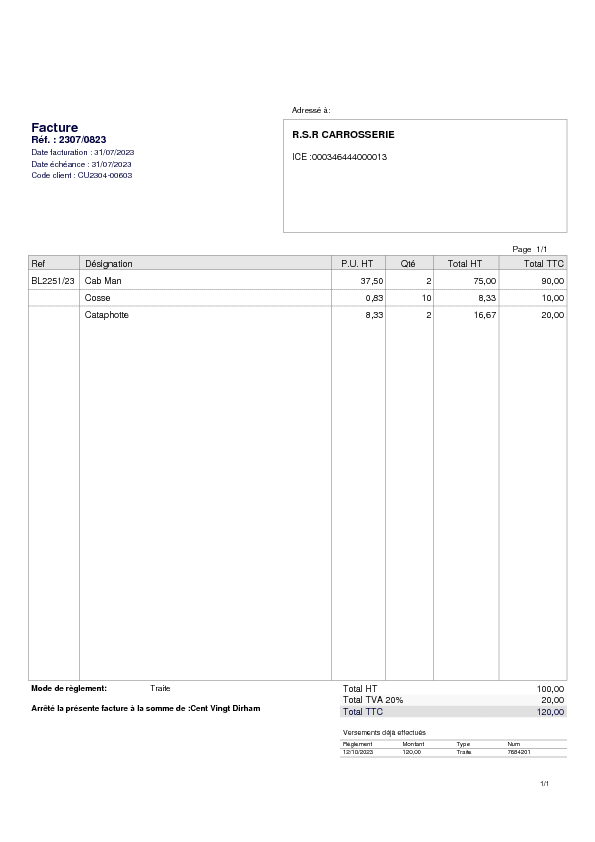 Adressé à:
Facture
Réf. : 2307/0823
Date facturation : 31/07/2023
Date échéance : 31/07/2023
Code client : CU2304-00603
R.S.R CARROSSERIE
ICE :000346444000013
Page 1/1
Ref Désignation P.U. HT Qté Total HT Total TTC
BL2251/23 Cab Man 37,50 2 75,00 90,00
Cosse 0,83 10 8,33 10,00
Cataphotte 8,33 2 16,67 20,00
Mode de règlement: Traite
Arrêté la présente facture à la somme de :Cent Vingt Dirham
Total HT 100,00
Total TVA 20% 20,00
Total TTC 120,00
Versements déjà effectués
Règlement Montant Type Num
12/10/2023 120,00 Traite 7684201
1/1